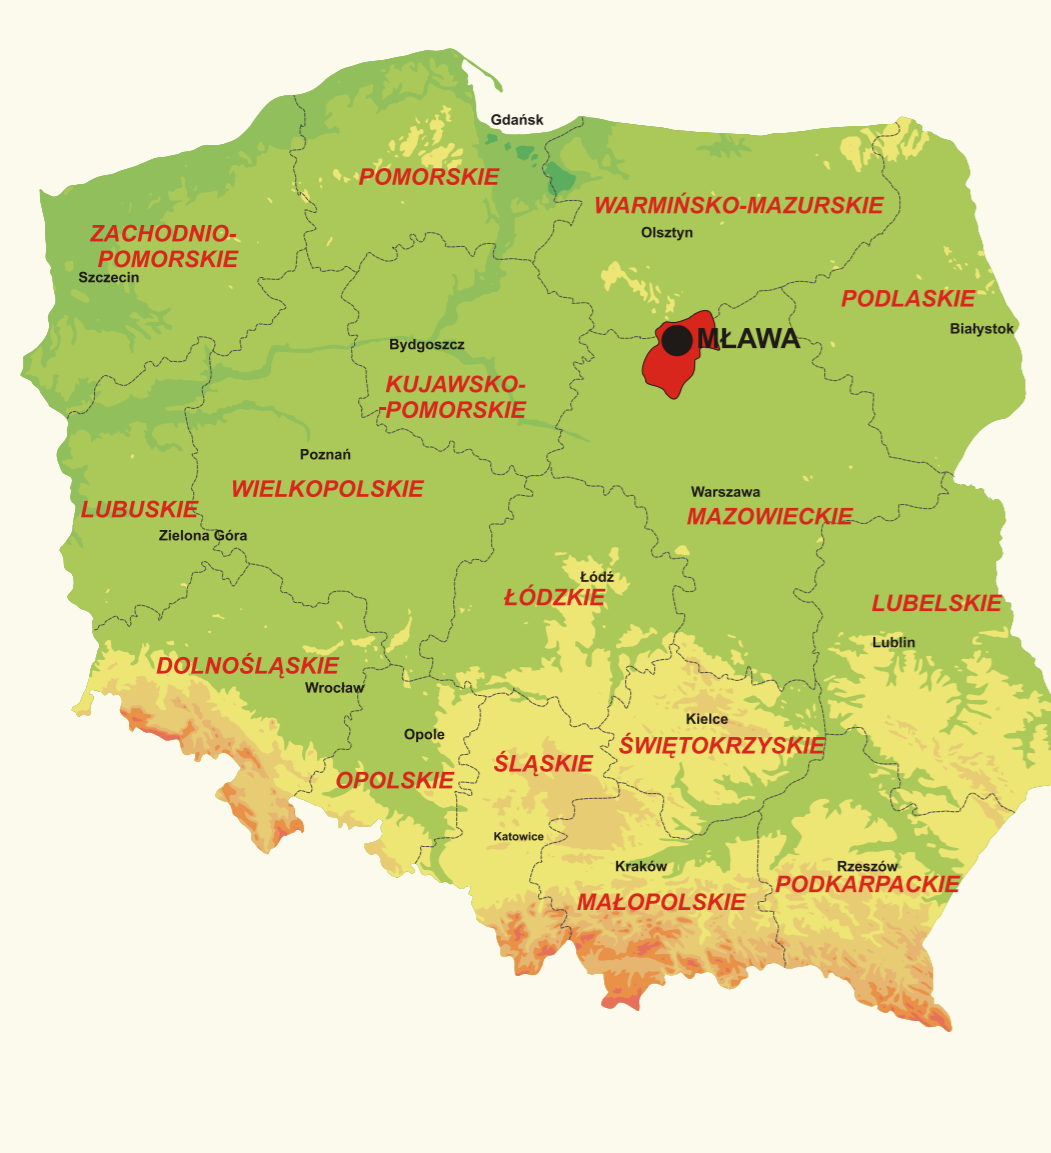 Gdańsk
POMORSKIE
WARMIŃSKO-MAZURSKIE
Olsztyn
ZACHODNIO-
POMORSKIE
Szczecin
PODLASKIE
Białystok
MŁAWA
Bydgoszcz
KUJAWSKO-
-POMORSKIE
Poznań
WIELKOPOLSKIE
Warszawa
MAZOWIECKIE
LUBUSKIE
Zielona Góra
Łódź
ŁÓDZKIE
LUBELSKIE
Lublin
DOLNOŚLĄSKIE
Wrocław
Opole
OPOLSKIE
Kielce
ŚWIĘTOKRZYSKIE
ŚLĄSKIE
Katowice
Kraków
MAŁOPOLSKIE
Rzeszów
PODKARPACKIE